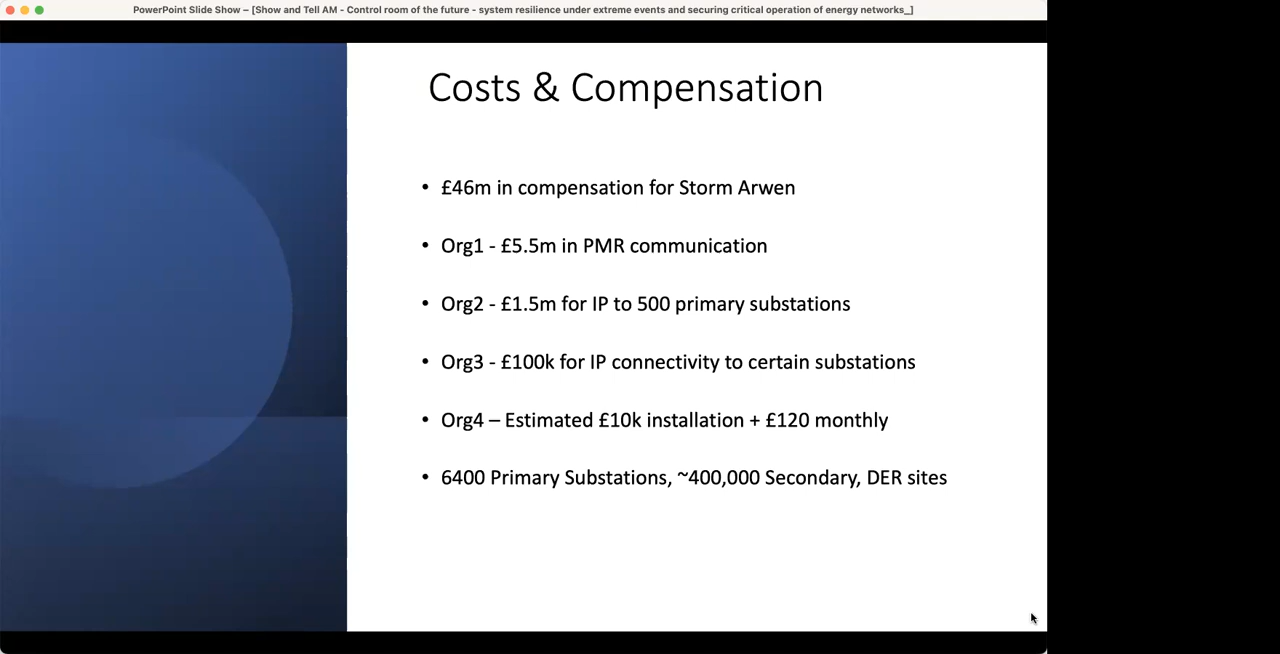 PowerPoint Slide Show – [Show and Tell AM - Control room of the future - system resilience under extreme events and securing critical operation of energy networks_]
Costs & Compensation
• £46m in compensation for Storm Arwen
• Org1 - £5.5m in PMR communication
• Org2 - £1.5m for IP to 500 primary substations
• Org3 - £100k for IP connectivity to certain substations
• Org4 – Estimated £10k installation + £120 monthly
• 6400 Primary Substations, ~400,000 Secondary, DER sites